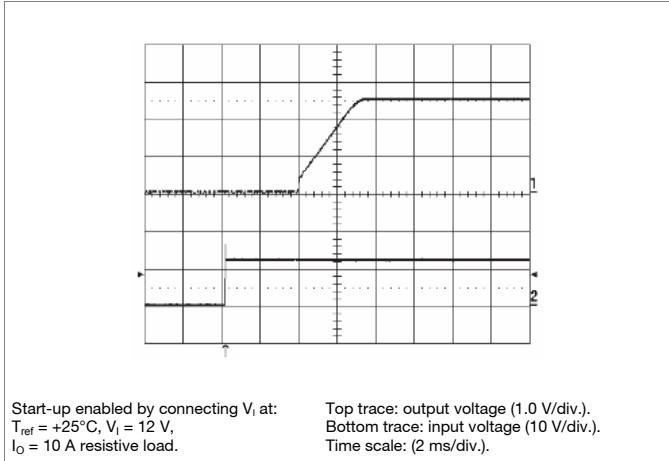 1
2
Start-up enabled by connecting V_I at:
T_ref = +25°C, V_I = 12 V,
I_O = 10 A resistive load.
Top trace: output voltage (1.0 V/div.).
Bottom trace: input voltage (10 V/div.).
Time scale: (2 ms/div.).